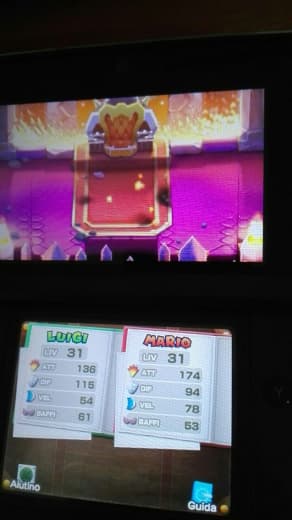 LUIGI
LIV 31
ATT 136
DIF 115
VEL 54
BAFFI 61
MARIO
LIV 31
ATT 174
DIF 94
VEL 78
BAFFI 53
Aiutino
Guida